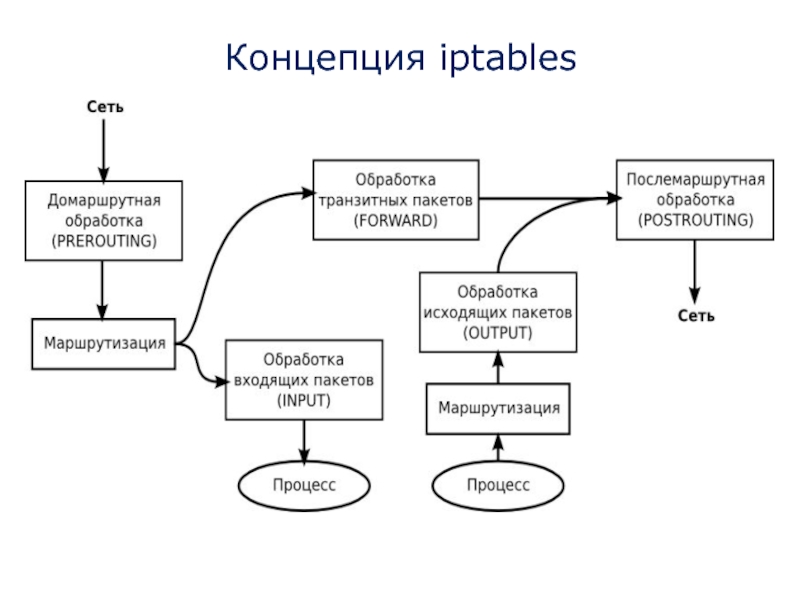 Концепция iptables
Сеть
Домаршрутная
обработка
(PREROUTING)
Маршрутизация
Обработка
транзитных пакетов
(FORWARD)
Обработка
входящих пакетов
(INPUT)
Процесс
Обработка
исходящих пакетов
(OUTPUT)
Маршрутизация
Процесс
Послемаршрутная
обработка
(POSTROUTING)
Сеть